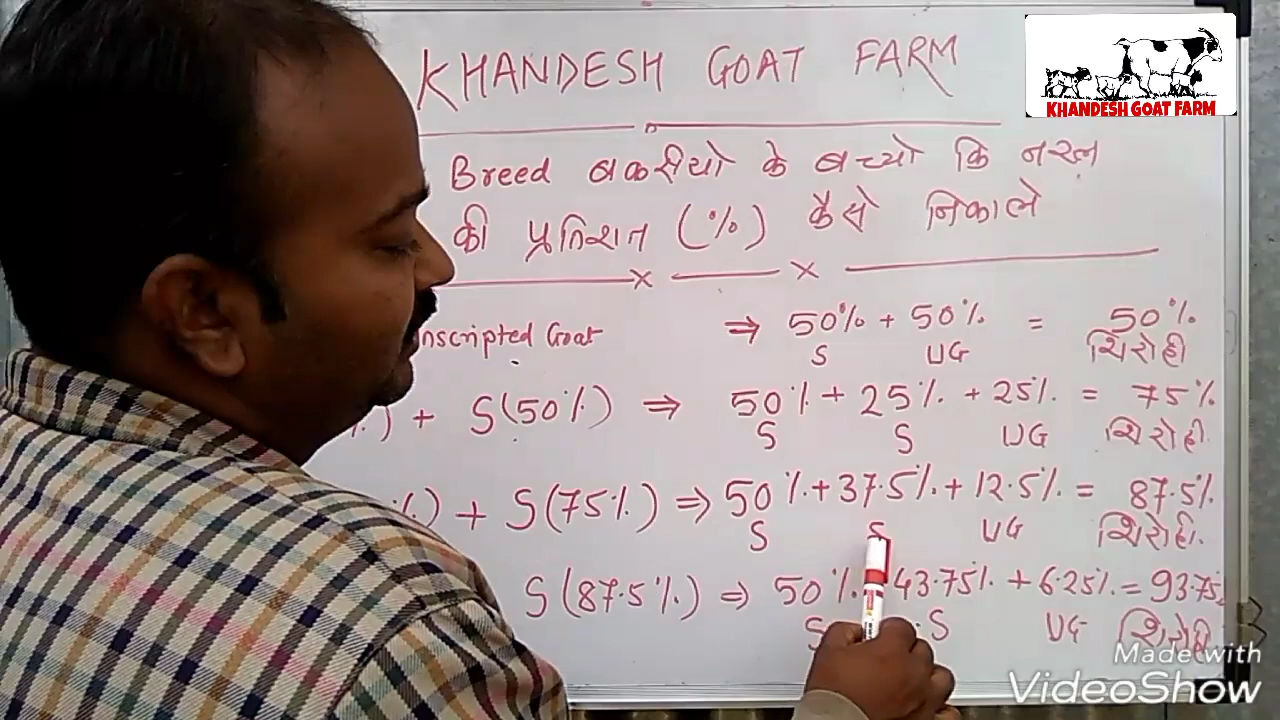 KHANDESH GOAT FARM
KHANDESH GOAT FARM
Breed बकरीयो के बच्यो कि नस्ल
की प्रतिशत (%) कैसे निकाले
nscripted Goat ⇒ 50% + 50% = 50%
S UG शिरोही
%) + S(50%) ⇒ 50% + 25% + 25% = 75%
S S UG शिरोही.
%) + S(75%) ⇒ 50% + 37.5% + 12.5% = 87.5%
S S UG शिरोही.
S(87.5%) ⇒ 50% 43.75% + 6.25% = 93.75
S S UG शिरोही
Made with
VideoShow